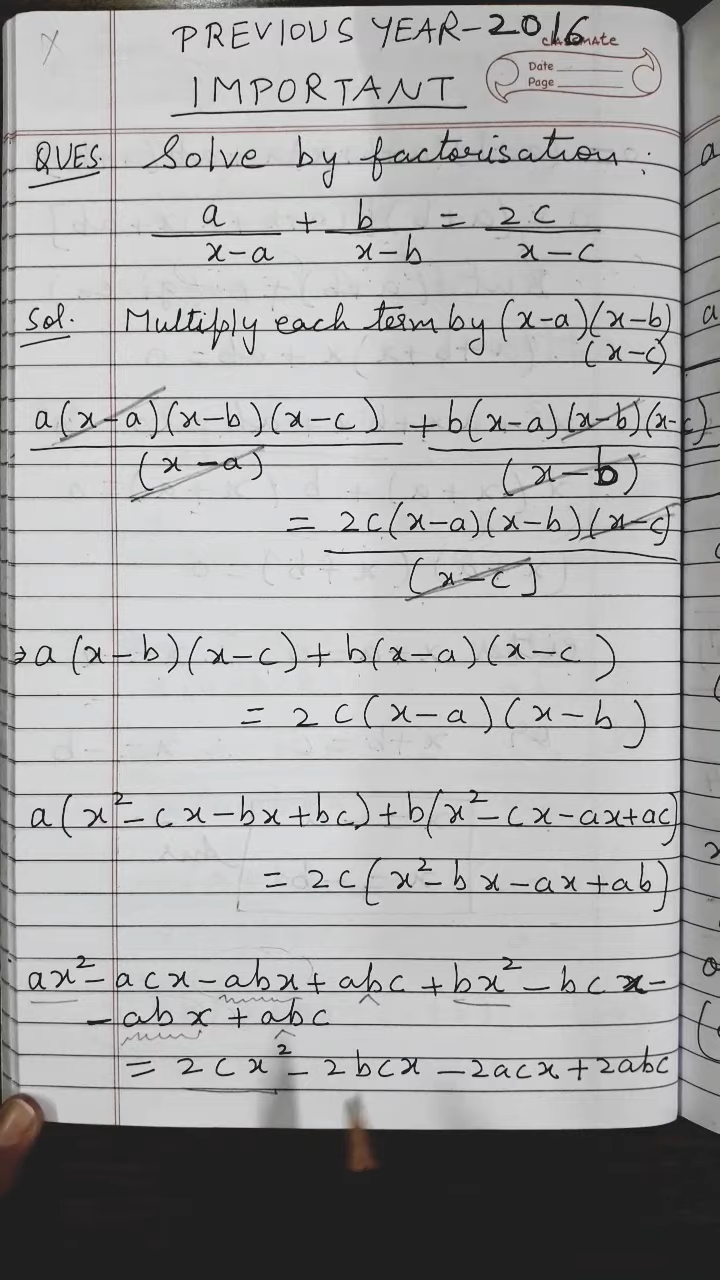 PREVIOUS YEAR-2016
classmate
Date
Page
IMPORTANT
QUES. Solve by factorisation:
a/(x-a) + b/(x-b) = 2c/(x-c)
Sol. Multiply each term by (x-a)(x-b)
(x-c)
a(x-a)(x-b)(x-c)/(x-a) + b(x-a)(x-b)(x-c)/(x-b)
= 2c(x-a)(x-b)(x-c)/(x-c)
⇒ a(x-b)(x-c)+b(x-a)(x-c)
= 2c(x-a)(x-b)
a(x²-cx-bx+bc)+b(x²-cx-ax+ac)
= 2c(x²-bx-ax+ab)
ax²-acx-abx+abc+bx²-bcx-
-abx+abc
= 2cx²-2bcx-2acx+2abc